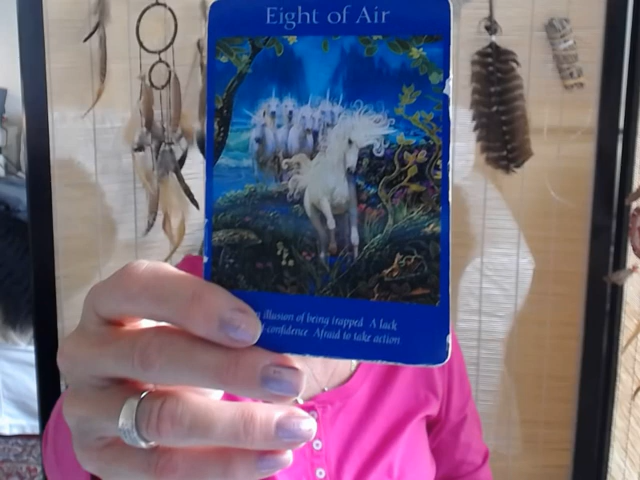 Eight of Air
illusion of being trapped A lack
confidence Afraid to take action